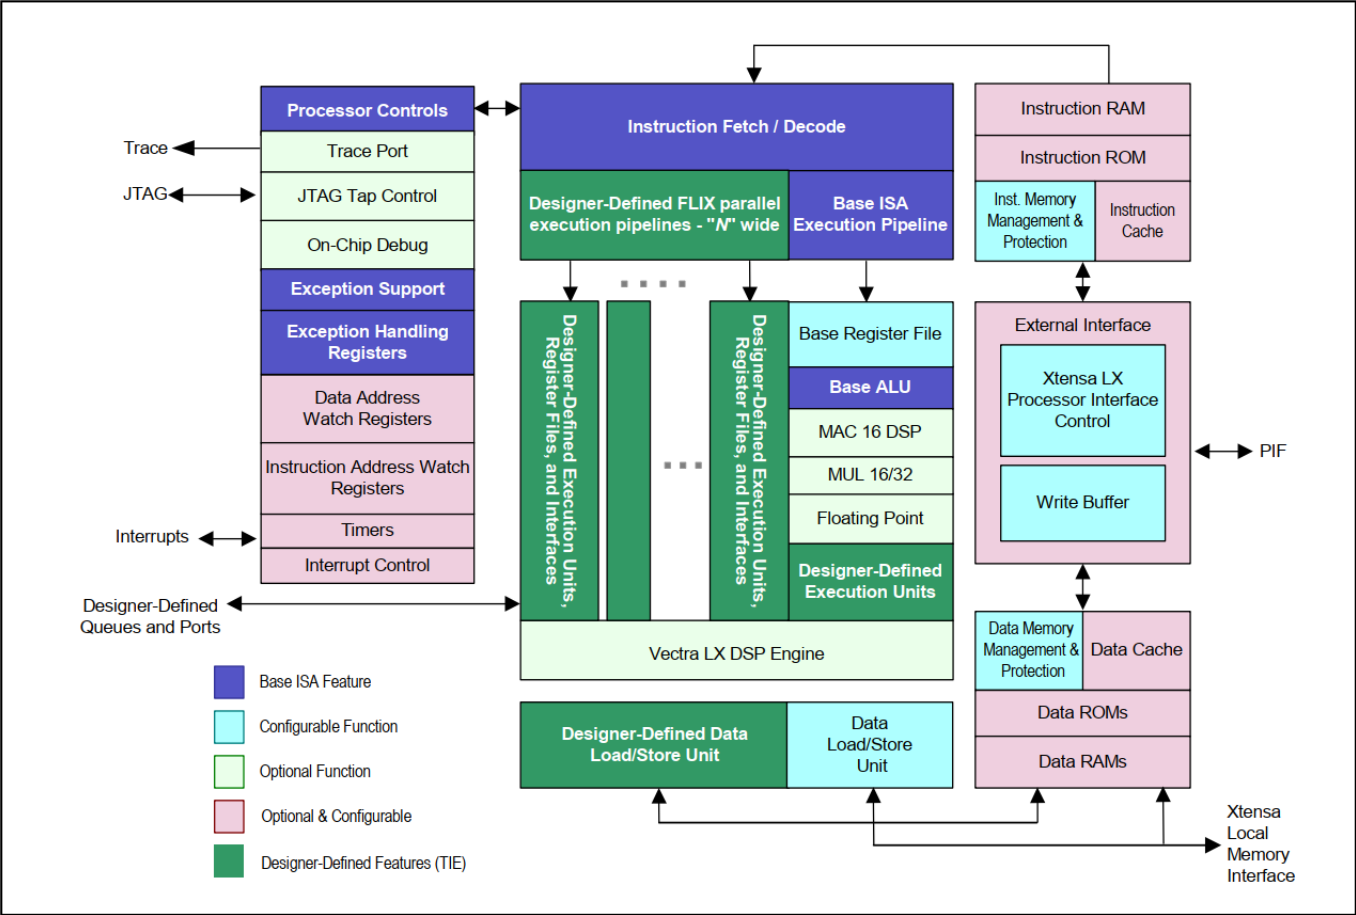 Processor Controls
Trace Port
JTAG Tap Control
On-Chip Debug
Exception Support
Exception Handling
Registers
Data Address
Watch Registers
Instruction Address Watch
Registers
Timers
Interrupt Control
Trace
JTAG
Interrupts
Designer-Defined
Queues and Ports
Instruction Fetch / Decode
Designer-Defined FLIX parallel
execution pipelines - "N" wide
Base ISA
Execution Pipeline
Designer-Defined Execution Units,
Register Files, and Interfaces
Designer-Defined Execution Units,
Register Files, and Interfaces
Base Register File
Base ALU
MAC 16 DSP
MUL 16/32
Floating Point
Designer-Defined
Execution Units
Vectra LX DSP Engine
Designer-Defined Data
Load/Store Unit
Data
Load/Store
Unit
Instruction RAM
Instruction ROM
Inst. Memory
Management &
Protection
Instruction
Cache
External Interface
Xtensa LX
Processor Interface
Control
Write Buffer
PIF
Data Memory
Management &
Protection
Data Cache
Data ROMs
Data RAMs
Xtensa
Local
Memory
Interface
Base ISA Feature
Configurable Function
Optional Function
Optional & Configurable
Designer-Defined Features (TIE)